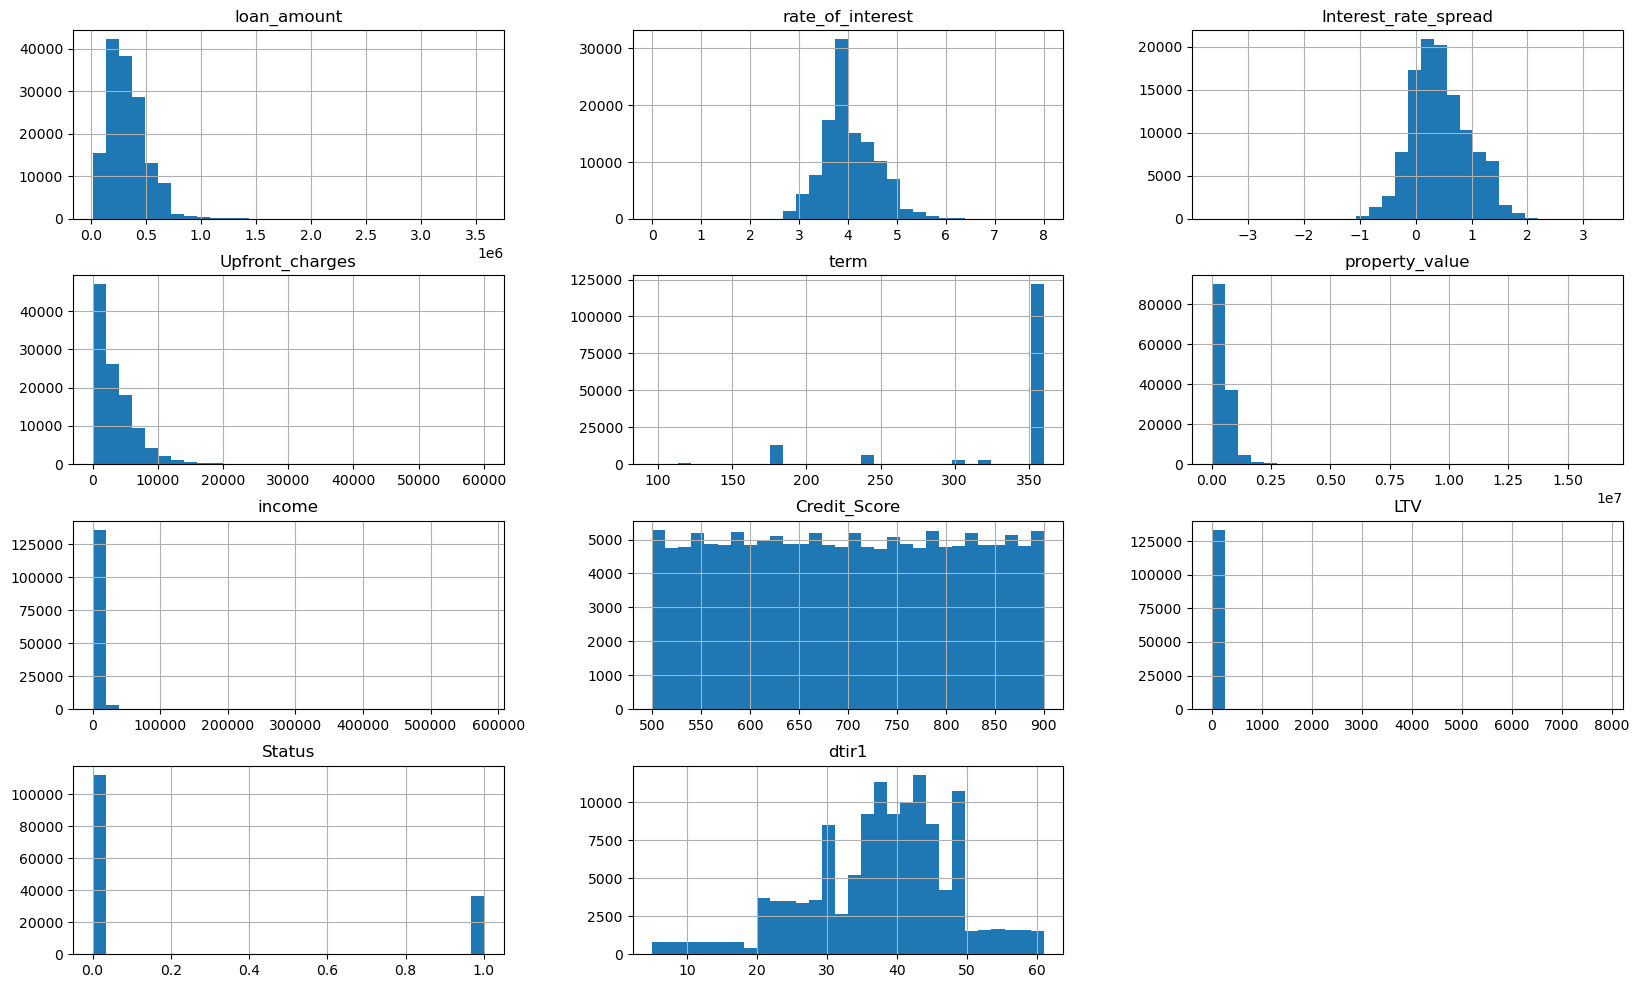 loan_amount
40000
30000
20000
10000
0
0.0 0.5 1.0 1.5 2.0 2.5 3.0 3.5
1e6
rate_of_interest
30000
20000
10000
0
0 1 2 3 4 5 6 7 8
Interest_rate_spread
20000
15000
10000
5000
0
−3 −2 −1 0 1 2 3
Upfront_charges
40000
30000
20000
10000
0
0 10000 20000 30000 40000 50000 60000
term
125000
100000
75000
50000
25000
0
100 150 200 250 300 350
property_value
80000
60000
40000
20000
0
0.00 0.25 0.50 0.75 1.00 1.25 1.50
1e7
income
125000
100000
75000
50000
25000
0
0 100000 200000 300000 400000 500000 600000
Credit_Score
5000
4000
3000
2000
1000
0
500 550 600 650 700 750 800 850 900
LTV
125000
100000
75000
50000
25000
0
0 1000 2000 3000 4000 5000 6000 7000 8000
Status
100000
80000
60000
40000
20000
0
0.0 0.2 0.4 0.6 0.8 1.0
dtir1
10000
7500
5000
2500
0
10 20 30 40 50 60